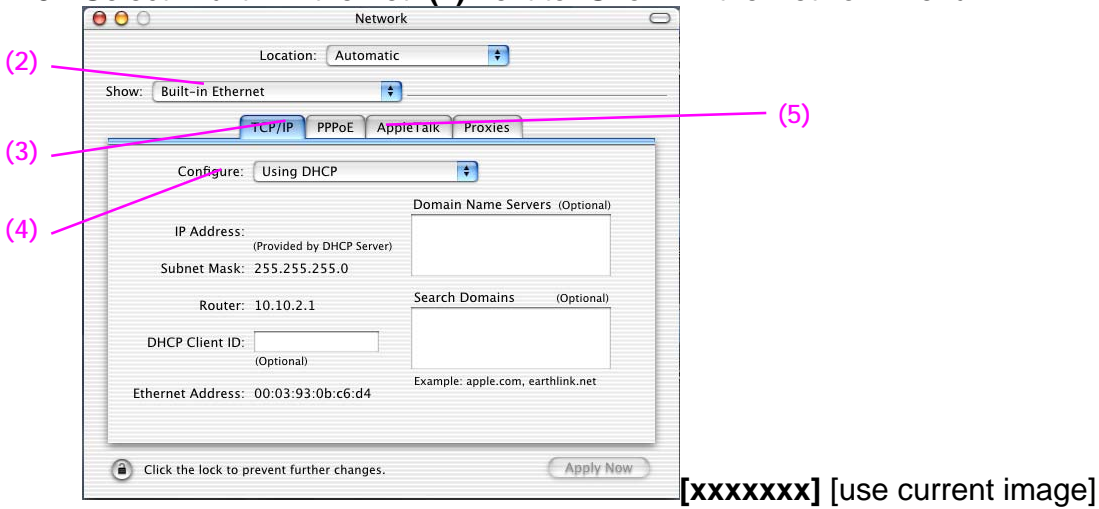 Network
Location: Automatic
(2)
Show: Built-in Ethernet
(5)
TCP/IP PPPoE AppleTalk Proxies
(3)
Configure: Using DHCP
Domain Name Servers (Optional)
(4)
IP Address:
(Provided by DHCP Server)
Subnet Mask: 255.255.255.0
Search Domains (Optional)
Router: 10.10.2.1
DHCP Client ID:
(Optional)
Example: apple.com, earthlink.net
Ethernet Address: 00:03:93:0b:c6:d4
Click the lock to prevent further changes. Apply Now
[xxxxxxx] [use current image]